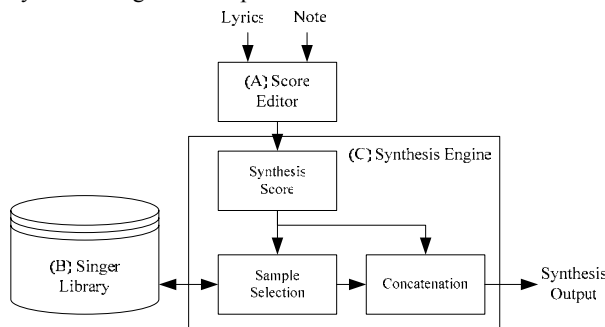 Lyrics Note
(A) Score
Editor
(C) Synthesis Engine
Synthesis
Score
(B) Singer
Library
Sample
Selection
Concatenation
Synthesis
Output